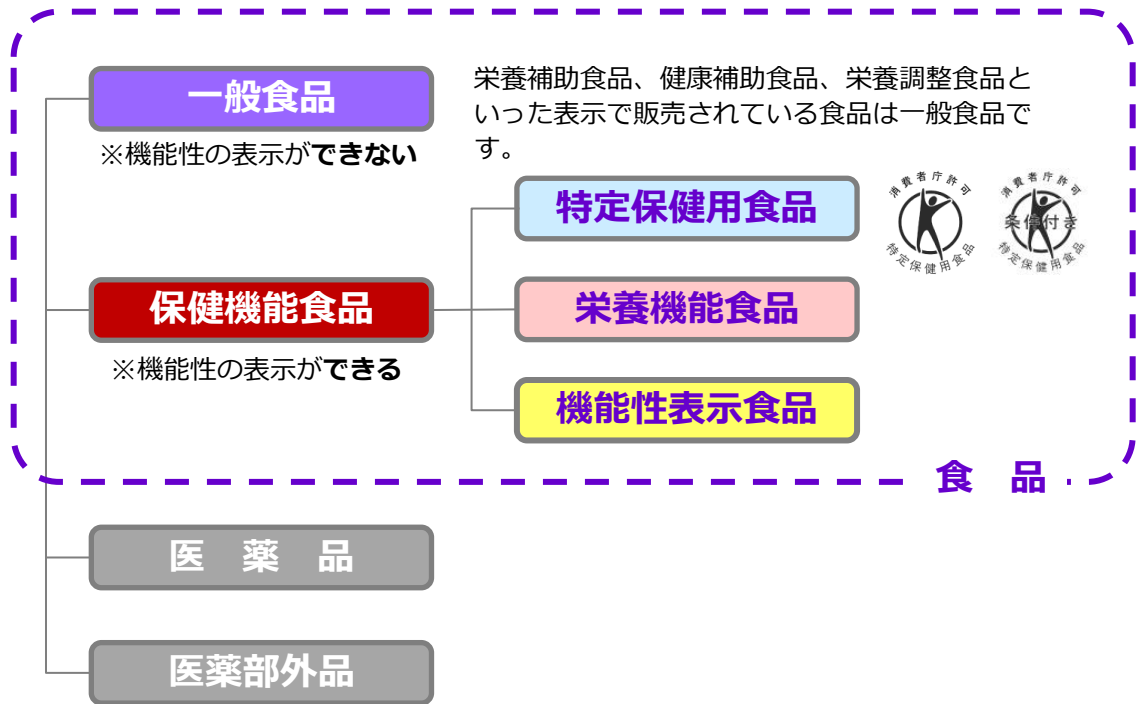 一般食品
※機能性の表示ができない
栄養補助食品、健康補助食品、栄養調整食品と
いった表示で販売されている食品は一般食品で
す。
特定保健用食品
消費者庁許可
特定保健用食品
消費者庁許可
条件付き
特定保健用食品
保健機能食品
※機能性の表示ができる
栄養機能食品
機能性表示食品
食 品
医 薬 品
医薬部外品